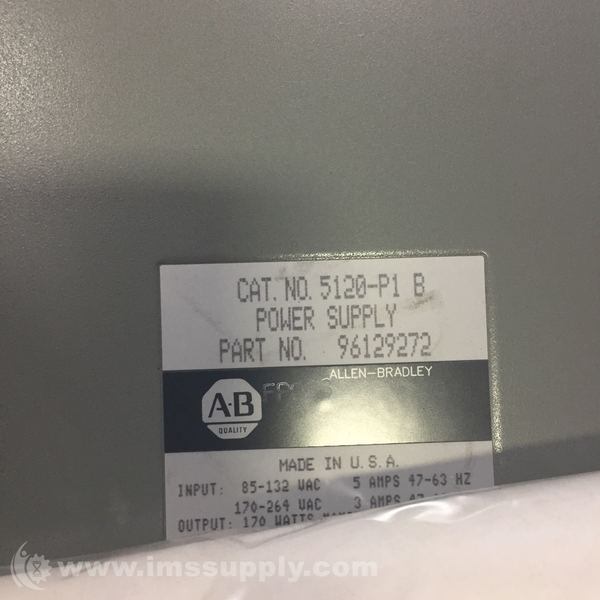 CAT. NO. 5120-P1 B
POWER SUPPLY
PART NO. 96129272
ALLEN-BRADLEY
A-B
QUALITY
MADE IN U.S.A.
INPUT: 85-132 VAC 5 AMPS 47-63 HZ
170-264 VAC 3 AMPS
OUTPUT: 170 WATTS
www.imssupply.com